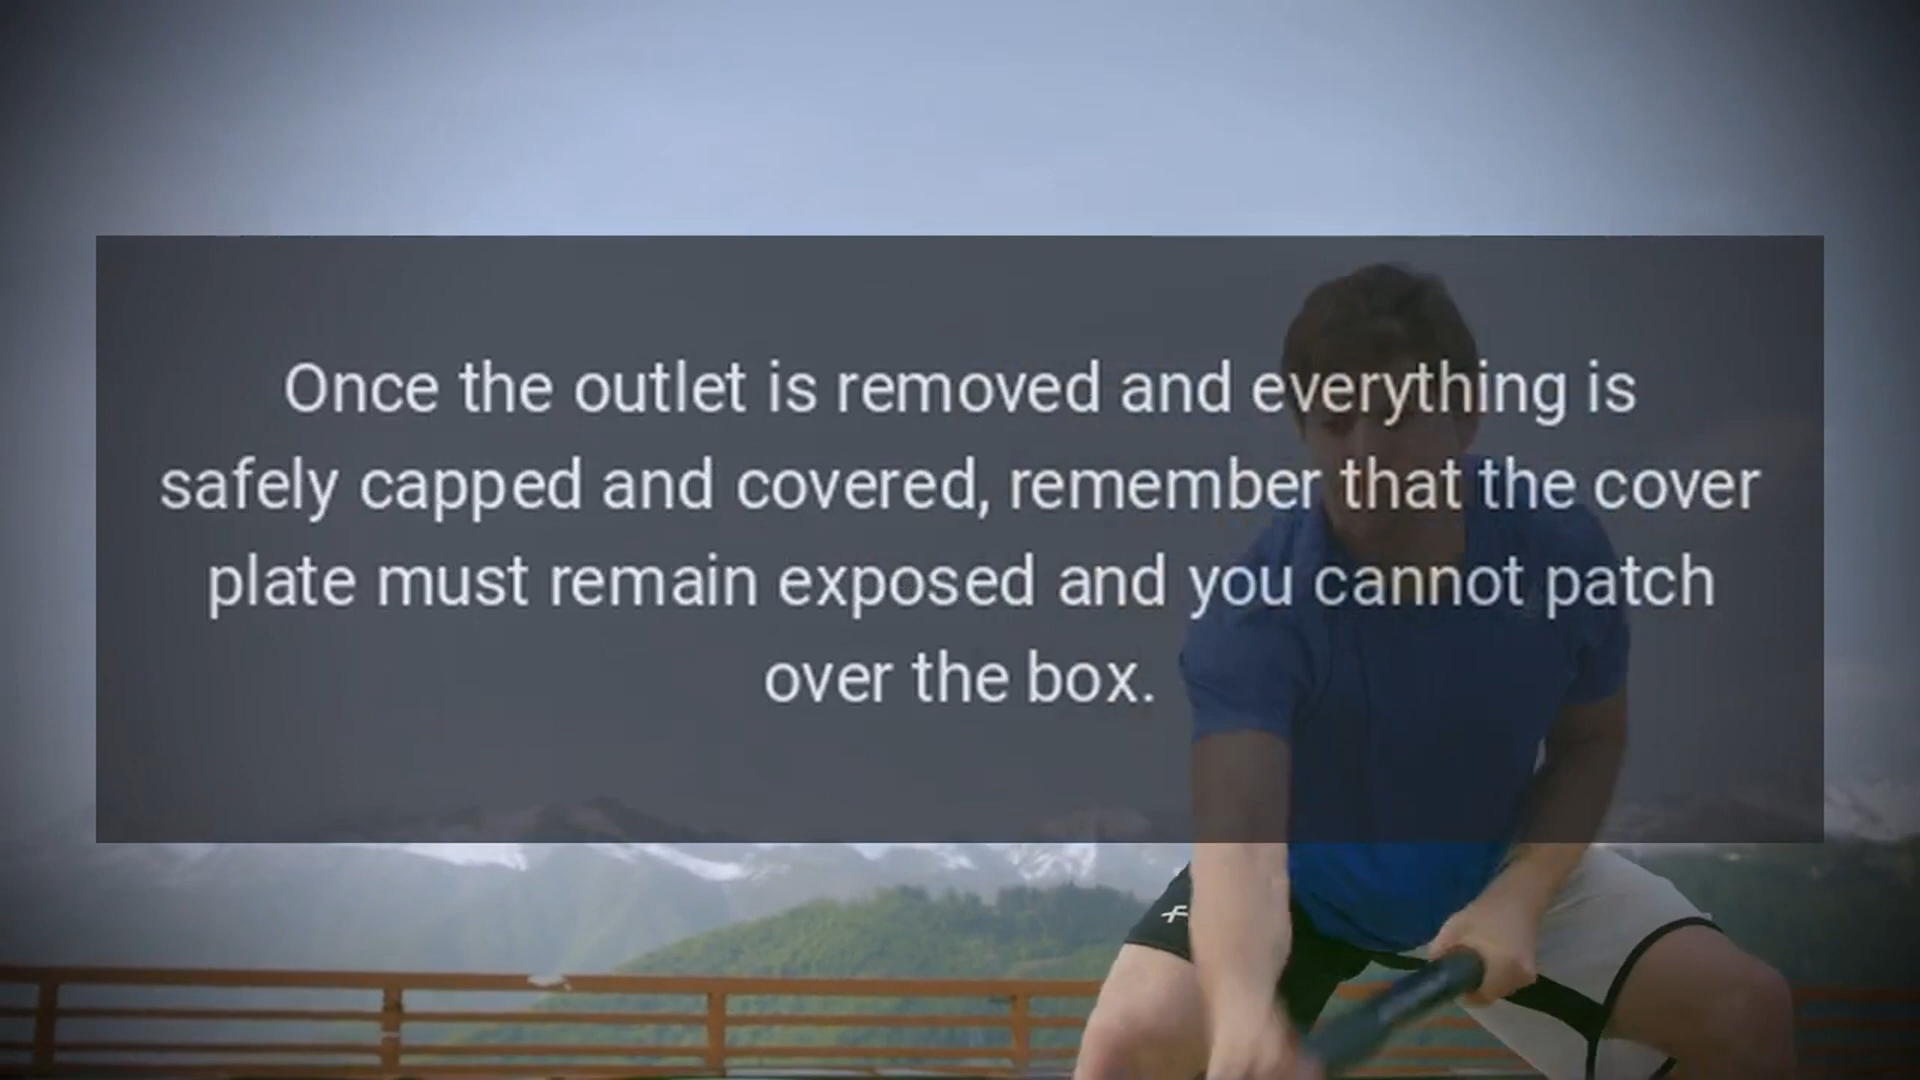 Once the outlet is removed and everything is
safely capped and covered, remember that the cover
plate must remain exposed and you cannot patch
over the box.